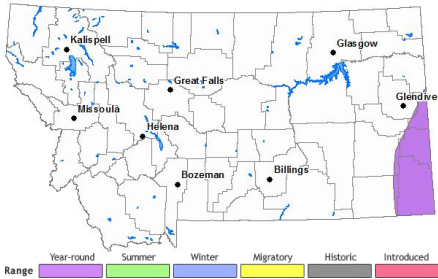 Kalispell
Glasgow
Great Falls
Glendive
Missoula
Helena
Bozeman
Billings
Year-round Summer Winter Migratory Historic Introduced
Range